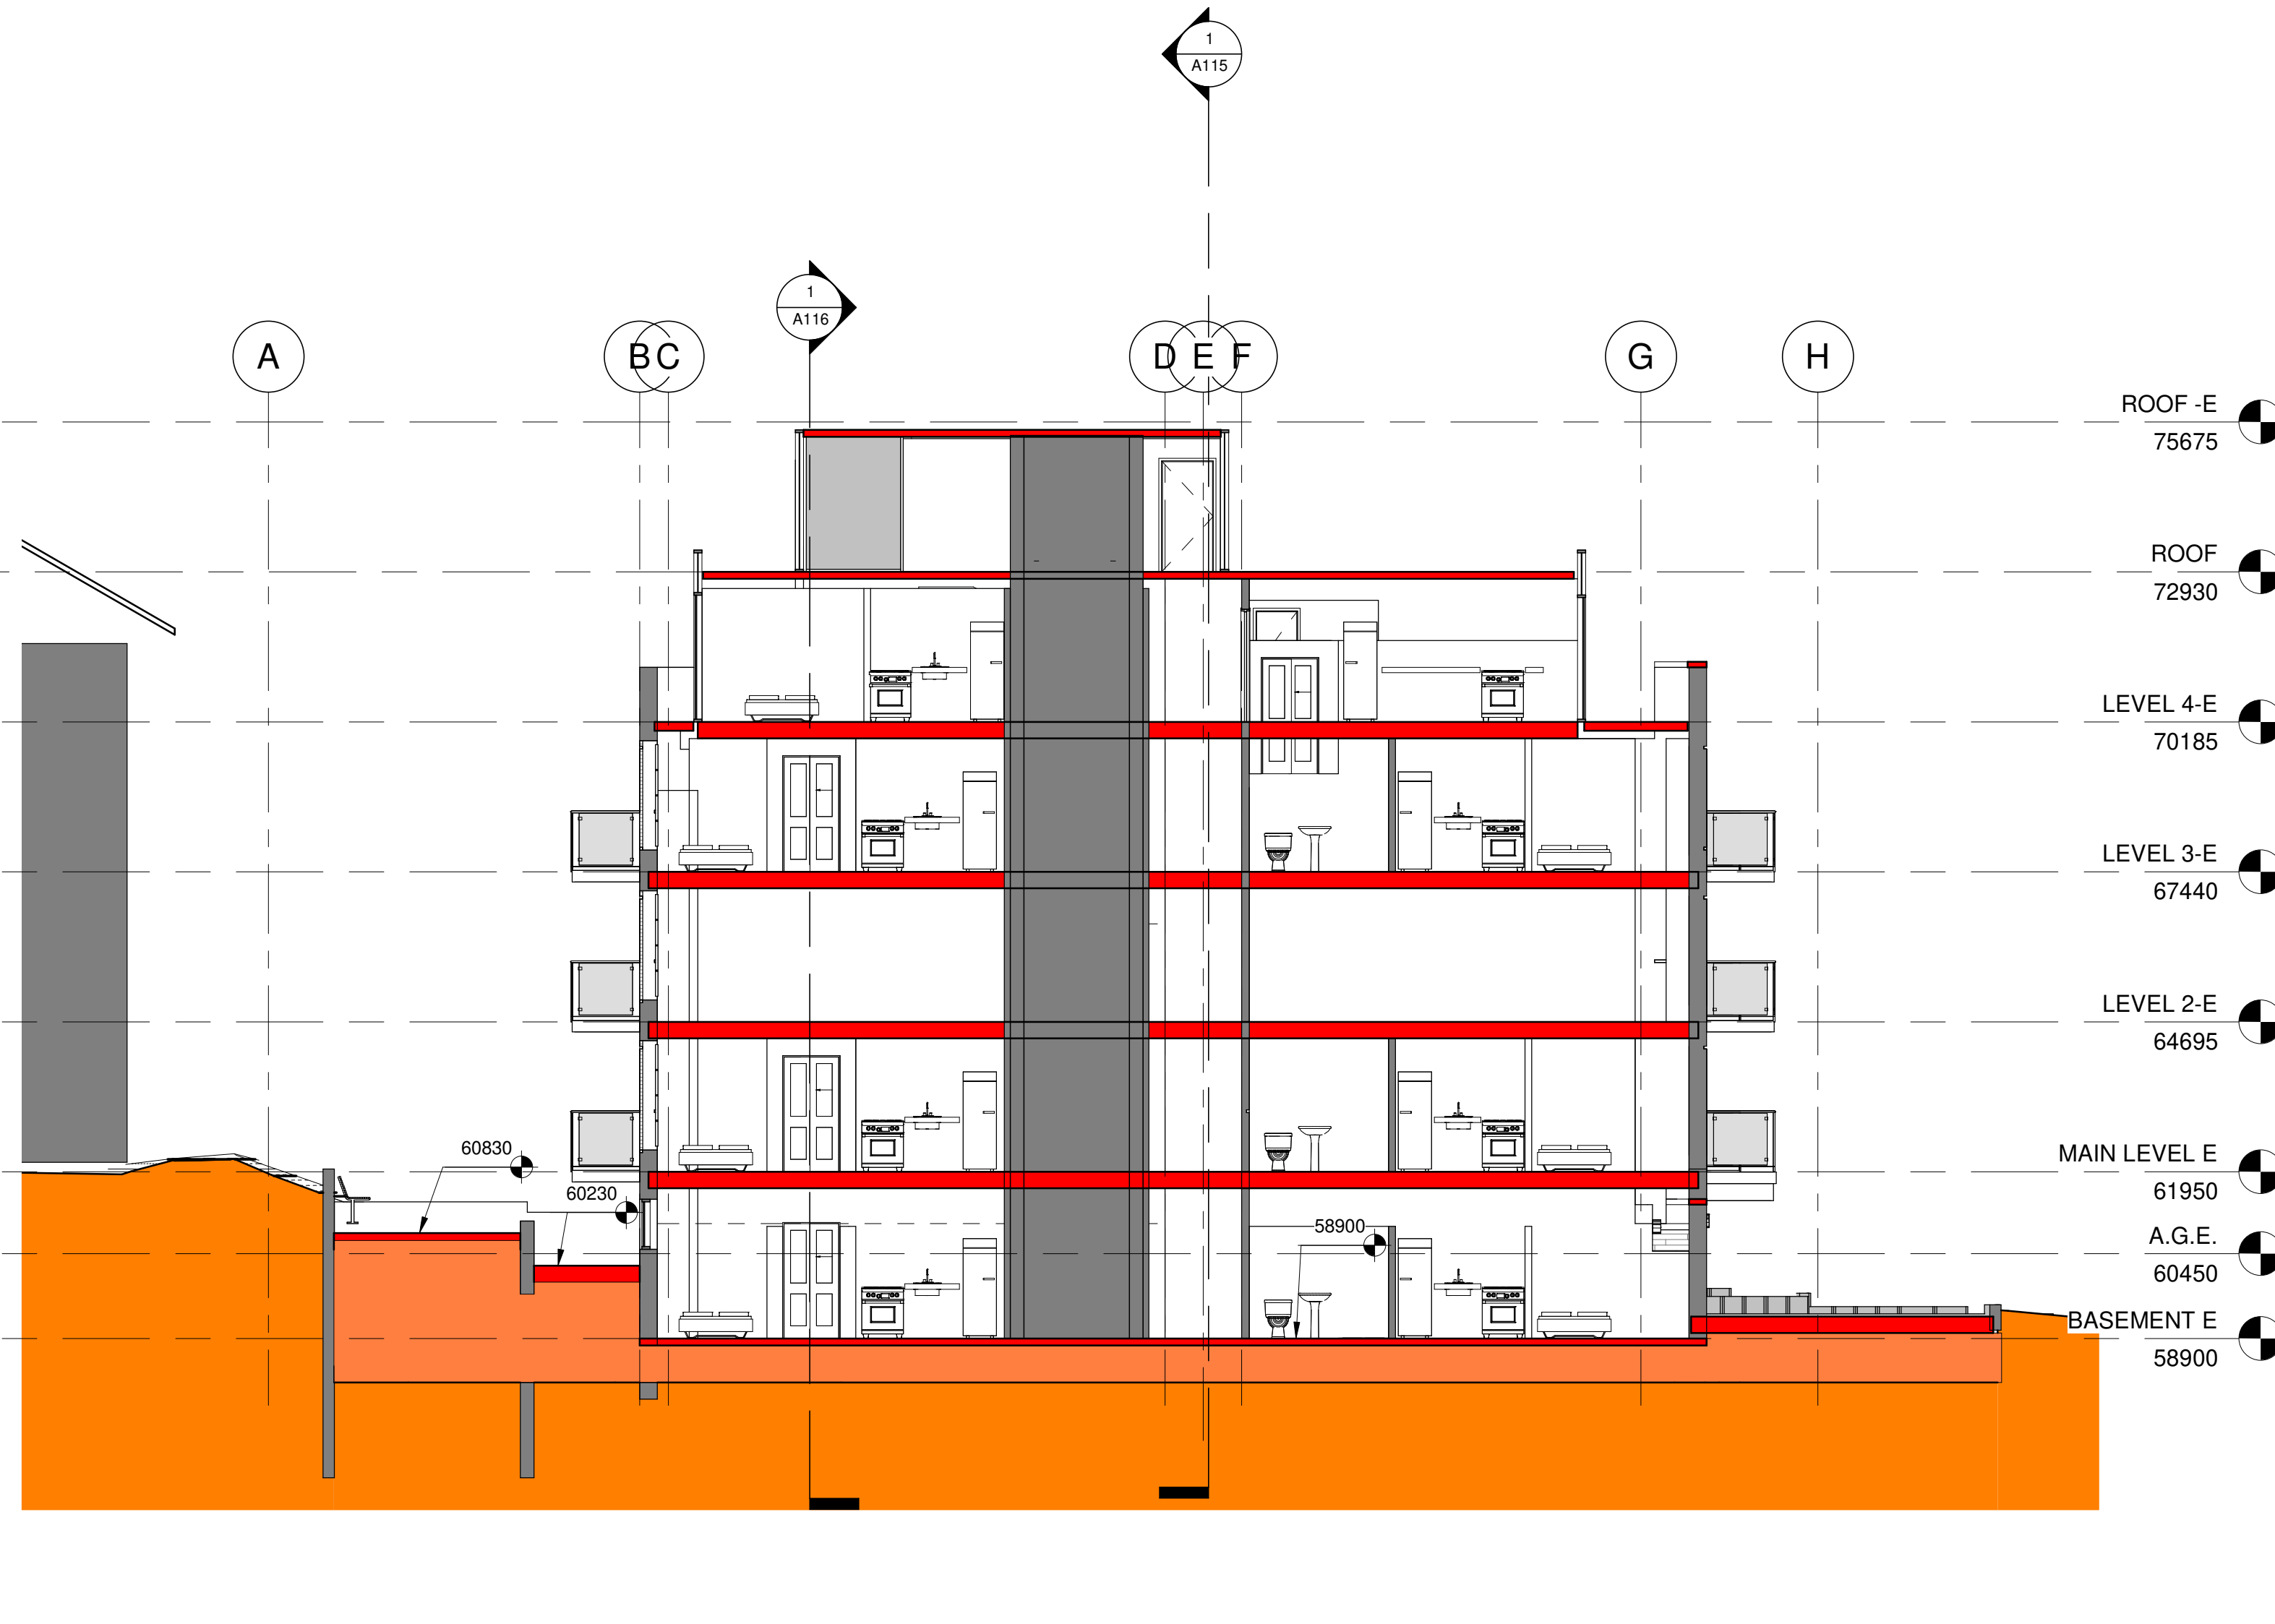 1
A115
1
A116
A
B
C
D
E
F
G
H
ROOF -E
75675
ROOF
72930
LEVEL 4-E
70185
LEVEL 3-E
67440
LEVEL 2-E
64695
60830
MAIN LEVEL E
61950
60230
58900
A.G.E.
60450
BASEMENT E
58900